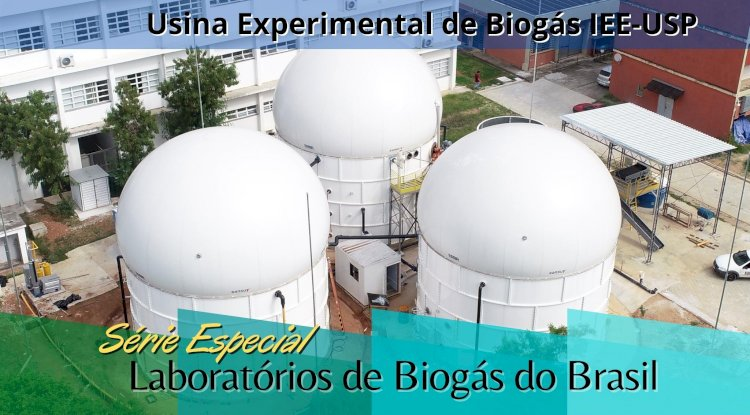 Usina Experimental de Biogás IEE-USP
Série Especial
Laboratórios de Biogás do Brasil